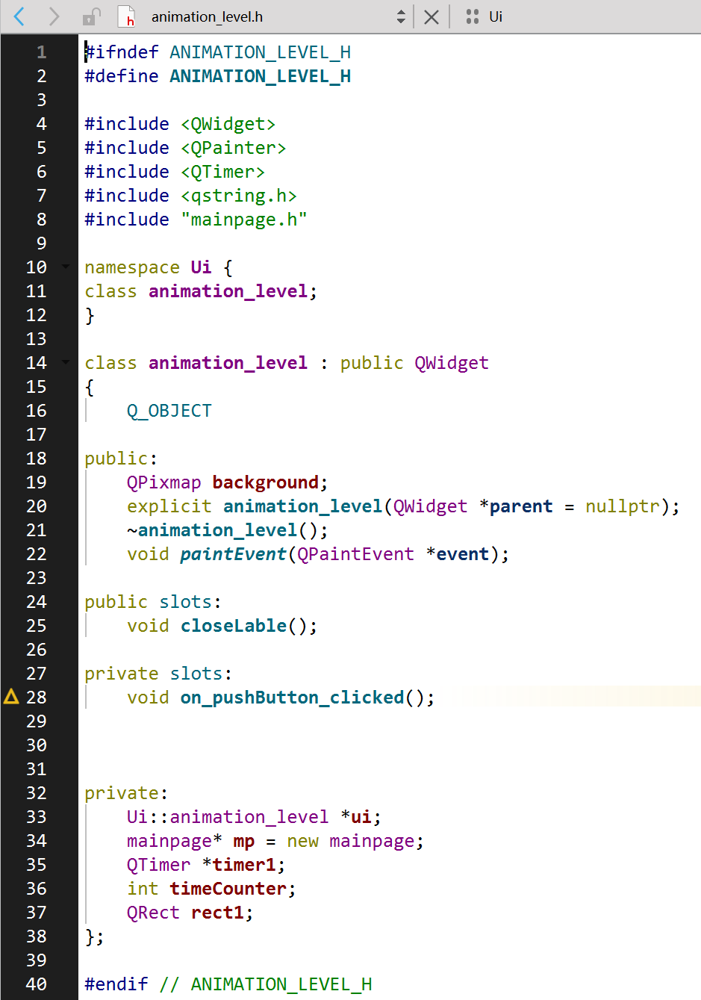 animation_level.h Ui
1 #ifndef ANIMATION_LEVEL_H
2 #define ANIMATION_LEVEL_H
3
4 #include <QWidget>
5 #include <QPainter>
6 #include <QTimer>
7 #include <qstring.h>
8 #include "mainpage.h"
9
10 namespace Ui {
11 class animation_level;
12 }
13
14 class animation_level : public QWidget
15 {
16     Q_OBJECT
17
18 public:
19     QPixmap background;
20     explicit animation_level(QWidget *parent = nullptr);
21     ~animation_level();
22     void paintEvent(QPaintEvent *event);
23
24 public slots:
25     void closeLable();
26
27 private slots:
28     void on_pushButton_clicked();
29
30
31
32 private:
33     Ui::animation_level *ui;
34     mainpage* mp = new mainpage;
35     QTimer *timer1;
36     int timeCounter;
37     QRect rect1;
38 };
39
40 #endif // ANIMATION_LEVEL_H